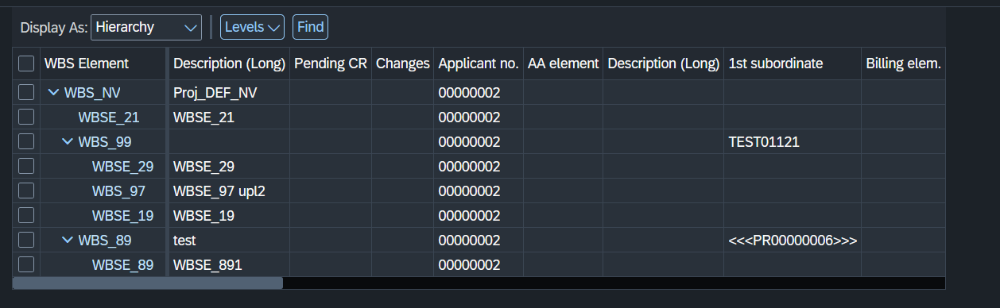 Display As: Hierarchy Levels Find
WBS Element Description (Long) Pending CR Changes Applicant no. AA element Description (Long) 1st subordinate Billing elem.
WBS_NV Proj_DEF_NV 00000002
WBSE_21 WBSE_21 00000002
WBS_99 00000002 TEST01121
WBSE_29 WBSE_29 00000002
WBS_97 WBSE_97 upl2 00000002
WBSE_19 WBSE_19 00000002
WBS_89 test 00000002 <<<PR00000006>>>
WBSE_89 WBSE_891 00000002